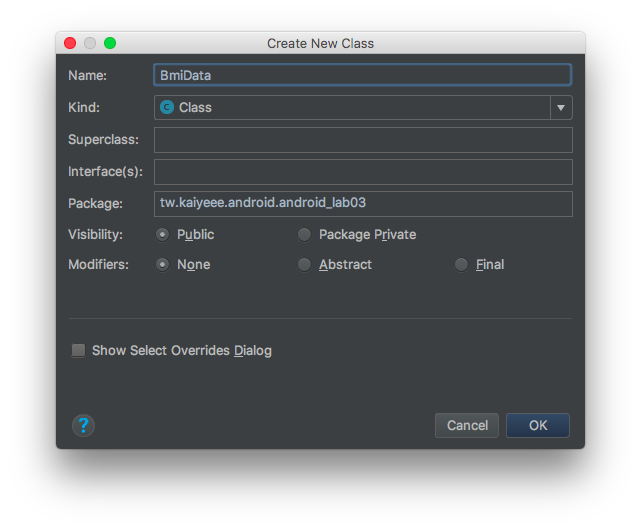 Create New Class
Name: BmiData
Kind: C Class
Superclass:
Interface(s):
Package: tw.kaiyeee.android.android_lab03
Visibility: Public Package Private
Modifiers: None Abstract Final
Show Select Overrides Dialog
? Cancel OK